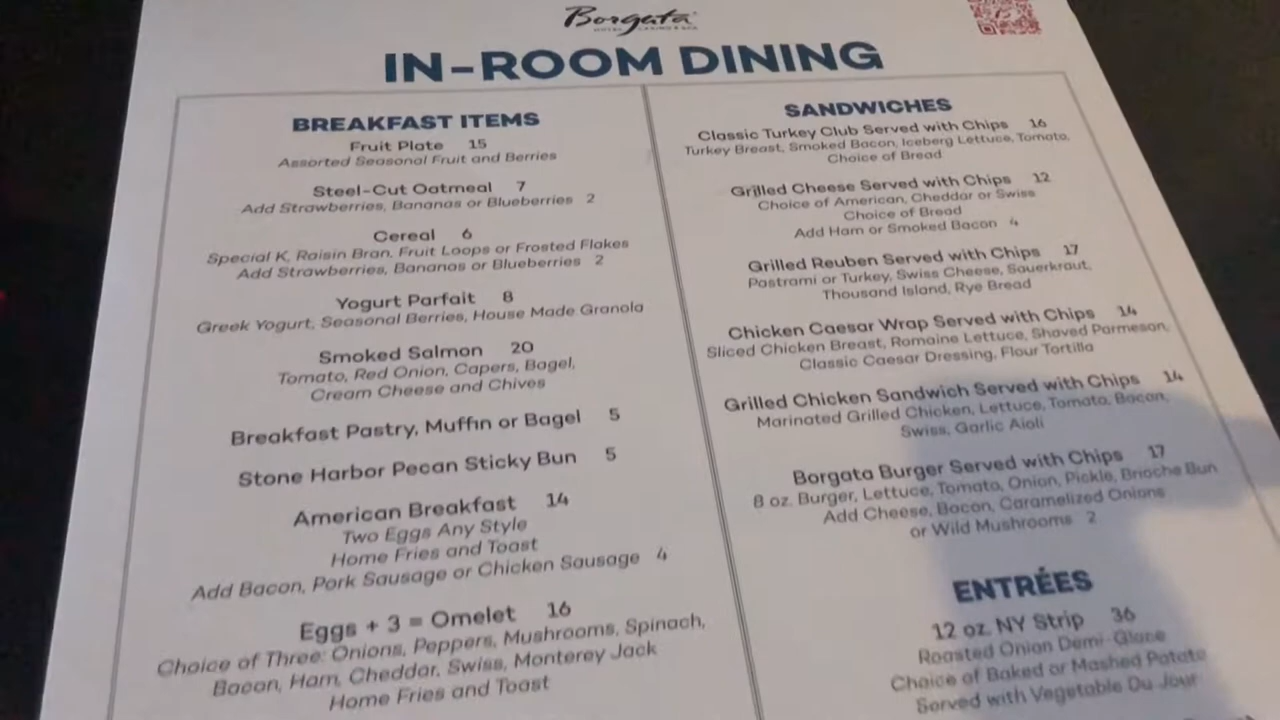 Borgata
IN-ROOM DINING
BREAKFAST ITEMS
Fruit Plate 15
Assorted Seasonal Fruit and Berries
Steel-Cut Oatmeal 7
Add Strawberries, Bananas or Blueberries 2
Cereal 6
Special K, Raisin Bran, Fruit Loops or Frosted Flakes
Add Strawberries, Bananas or Blueberries 2
Yogurt Parfait 8
Greek Yogurt, Seasonal Berries, House Made Granola
Smoked Salmon 20
Tomato, Red Onion, Capers, Bagel,
Cream Cheese and Chives
Breakfast Pastry, Muffin or Bagel 5
Stone Harbor Pecan Sticky Bun 5
American Breakfast 14
Two Eggs Any Style
Home Fries and Toast
Add Bacon, Pork Sausage or Chicken Sausage 4
Eggs + 3 = Omelet 16
Choice of Three: Onions, Peppers, Mushrooms, Spinach,
Bacon, Ham, Cheddar, Swiss, Monterey Jack
Home Fries and Toast
SANDWICHES
Classic Turkey Club Served with Chips 16
Turkey Breast, Smoked Bacon, Iceberg Lettuce, Tomato,
Choice of Bread
Grilled Cheese Served with Chips 12
Choice of American, Cheddar or Swiss
Choice of Bread
Add Ham or Smoked Bacon 4
Grilled Reuben Served with Chips 17
Pastrami or Turkey, Swiss Cheese, Sauerkraut,
Thousand Island, Rye Bread
Chicken Caesar Wrap Served with Chips 14
Sliced Chicken Breast, Romaine Lettuce, Shaved Parmesan,
Classic Caesar Dressing, Flour Tortilla
Grilled Chicken Sandwich Served with Chips 14
Marinated Grilled Chicken, Lettuce, Tomato, Bacon,
Swiss, Garlic Aioli
Borgata Burger Served with Chips 17
8 oz. Burger, Lettuce, Tomato, Onion, Pickle, Brioche Bun
Add Cheese, Bacon, Caramelized Onions
or Wild Mushrooms 2
ENTRÉES
12 oz. NY Strip 36
Roasted Onion Demi-Glace
Choice of Baked or Mashed Potato
Served with Vegetable Du Jour